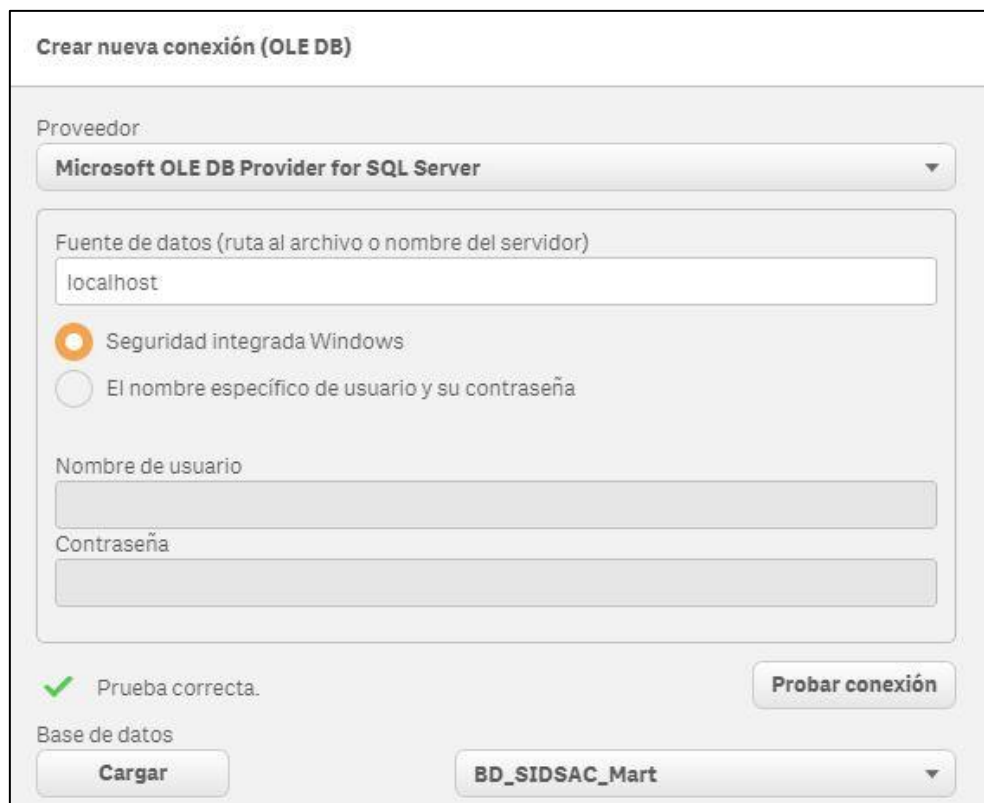 Crear nueva conexión (OLE DB)
Proveedor
Microsoft OLE DB Provider for SQL Server
Fuente de datos (ruta al archivo o nombre del servidor)
localhost
Seguridad integrada Windows
El nombre específico de usuario y su contraseña
Nombre de usuario
Contraseña
Prueba correcta.
Probar conexión
Base de datos
Cargar
BD_SIDSAC_Mart